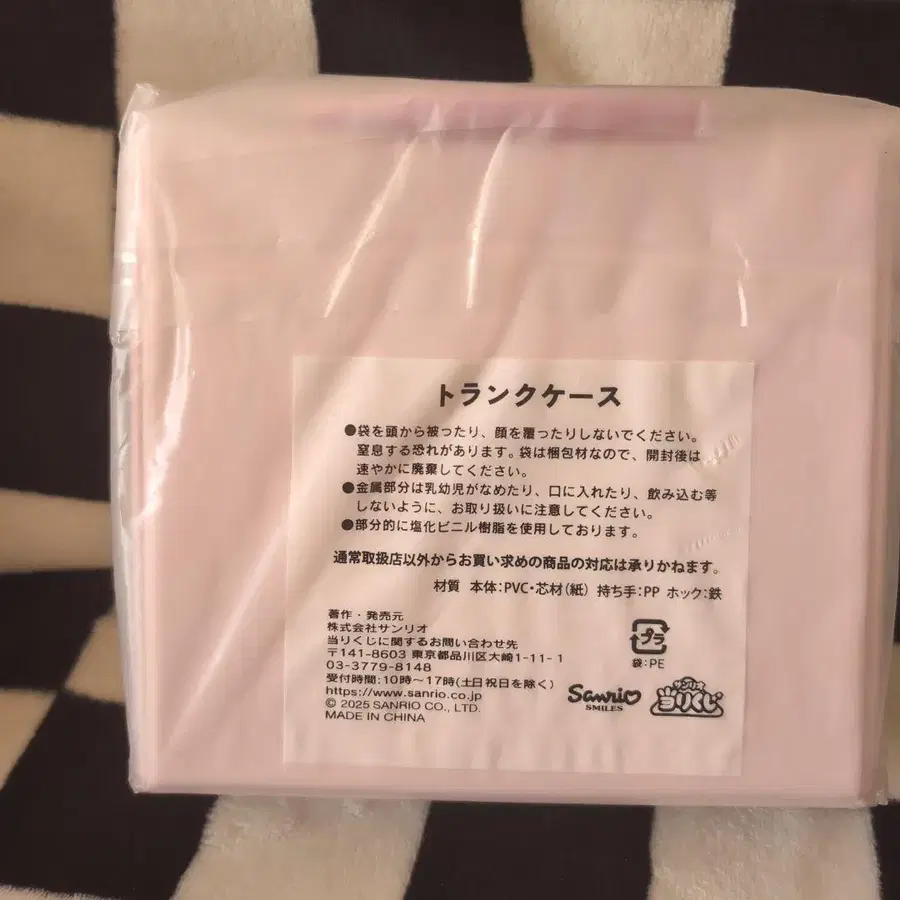 トランクケース
●袋を頭から被ったり、顔を覆ったりしないでください。
窒息する恐れがあります。袋は梱包材なので、開封後は
速やかに廃棄してください。
●金属部分は乳幼児がなめたり、口に入れたり、飲み込む等
しないように、お取り扱いに注意してください。
●部分的に塩化ビニル樹脂を使用しております。
通常取扱店以外からお買い求めの商品の対応は承りかねます。
材質 本体：PVC・芯材（紙） 持ち手：PP ホック：鉄
著作・発売元
株式会社サンリオ
当りくじに関するお問い合わせ先
〒141-8603 東京都品川区大崎1-11-1
03-3779-8148
受付時間：10時～17時（土日祝日を除く）
https://www.sanrio.co.jp
© 2025 SANRIO CO., LTD.
MADE IN CHINA
プラ
袋：PE
Sanrio
SMILES
サンリオ
当りくじ